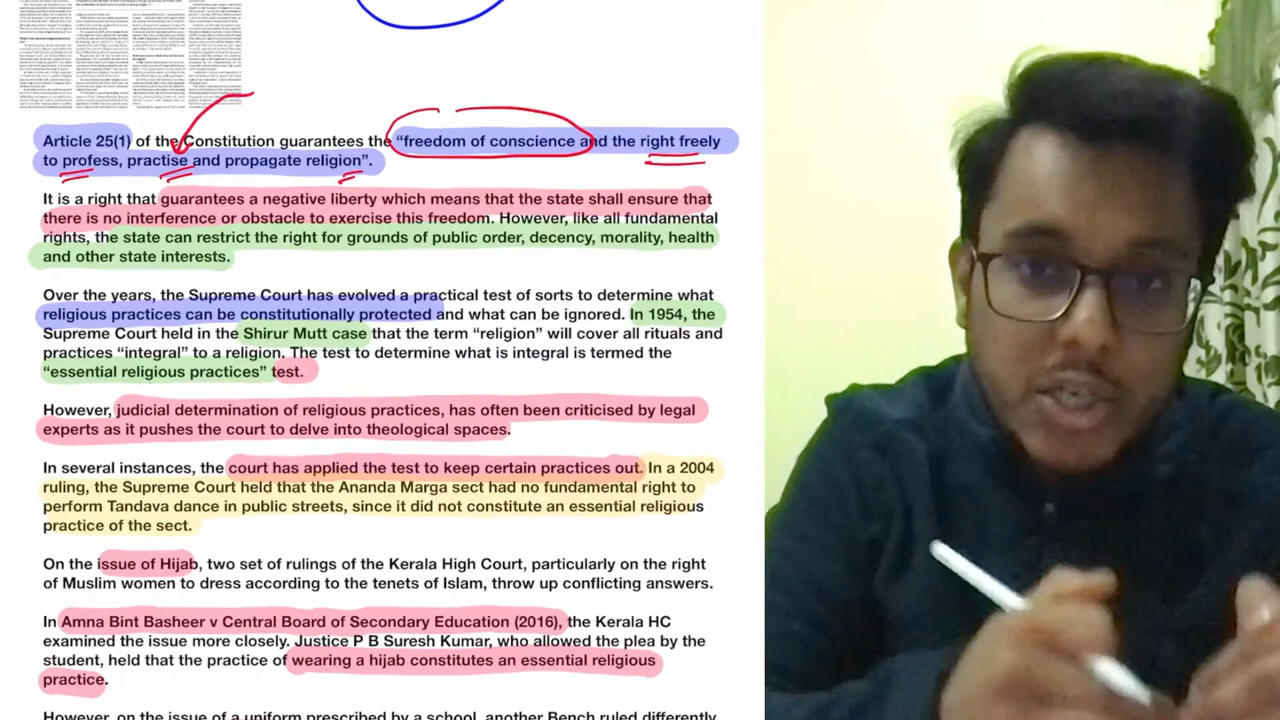 Article 25(1) of the Constitution guarantees the “freedom of conscience and the right freely
to profess, practise and propagate religion”.
It is a right that guarantees a negative liberty which means that the state shall ensure that
there is no interference or obstacle to exercise this freedom. However, like all fundamental
rights, the state can restrict the right for grounds of public order, decency, morality, health
and other state interests.
Over the years, the Supreme Court has evolved a practical test of sorts to determine what
religious practices can be constitutionally protected and what can be ignored. In 1954, the
Supreme Court held in the Shirur Mutt case that the term “religion” will cover all rituals and
practices “integral” to a religion. The test to determine what is integral is termed the
“essential religious practices” test.
However, judicial determination of religious practices, has often been criticised by legal
experts as it pushes the court to delve into theological spaces.
In several instances, the court has applied the test to keep certain practices out. In a 2004
ruling, the Supreme Court held that the Ananda Marga sect had no fundamental right to
perform Tandava dance in public streets, since it did not constitute an essential religious
practice of the sect.
On the issue of Hijab, two set of rulings of the Kerala High Court, particularly on the right
of Muslim women to dress according to the tenets of Islam, throw up conflicting answers.
In Amna Bint Basheer v Central Board of Secondary Education (2016), the Kerala HC
examined the issue more closely. Justice P B Suresh Kumar, who allowed the plea by the
student, held that the practice of wearing a hijab constitutes an essential religious
practice.
However, on the issue of a uniform prescribed by a school, another Bench ruled differently